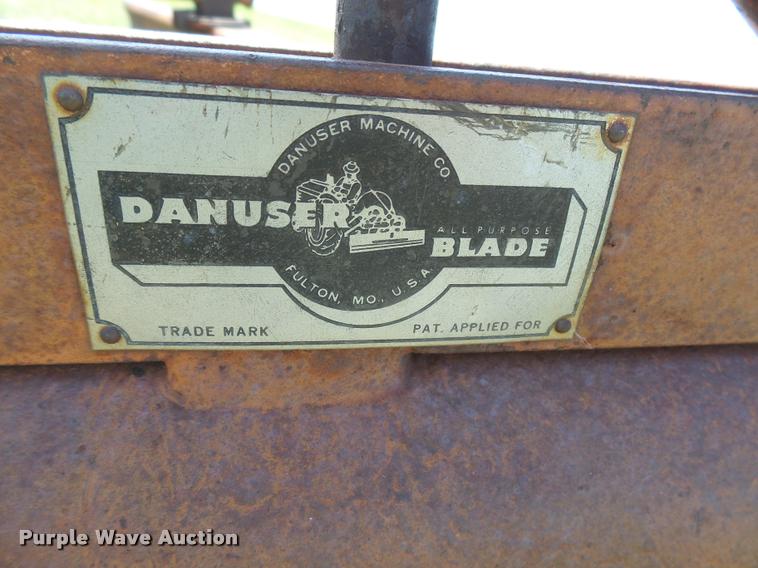 DANUSER MACHINE CO.
DANUSER
ALL PURPOSE
BLADE
FULTON, MO., U.S.A.
TRADE MARK
PAT. APPLIED FOR
Purple Wave Auction